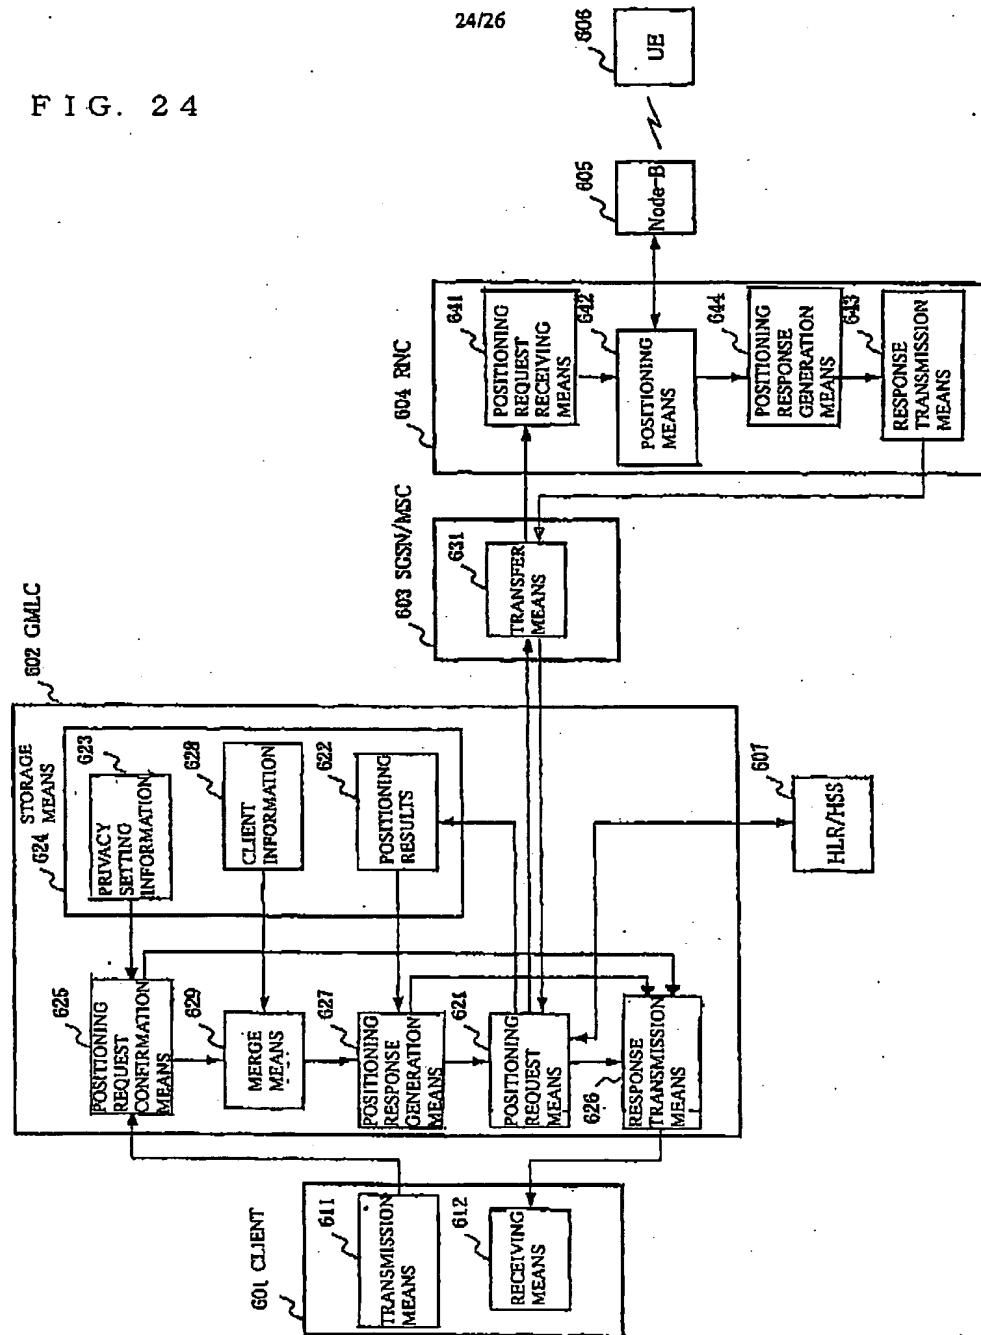 24/26
FIG. 24
601 CLIENT
611
TRANSMISSION
MEANS
612
RECEIVING
MEANS
602 GMLC
625
POSITIONING
REQUEST
CONFIRMATION
MEANS
629
MERGE
MEANS
627
POSITIONING
RESPONSE
GENERATION
MEANS
621
POSITIONING
REQUEST
MEANS
626
RESPONSE
TRANSMISSION
MEANS
624
STORAGE
MEANS
623
PRIVACY
SETTING
INFORMATION
628
CLIENT
INFORMATION
622
POSITIONING
RESULTS
607
HLR/HSS
603 SGSN/MSC
631
TRANSFER
MEANS
604 RNC
641
POSITIONING
REQUEST
RECEIVING
MEANS
642
POSITIONING
MEANS
644
POSITIONING
RESPONSE
GENERATION
MEANS
643
RESPONSE
TRANSMISSION
MEANS
605
Node-B
606
UE